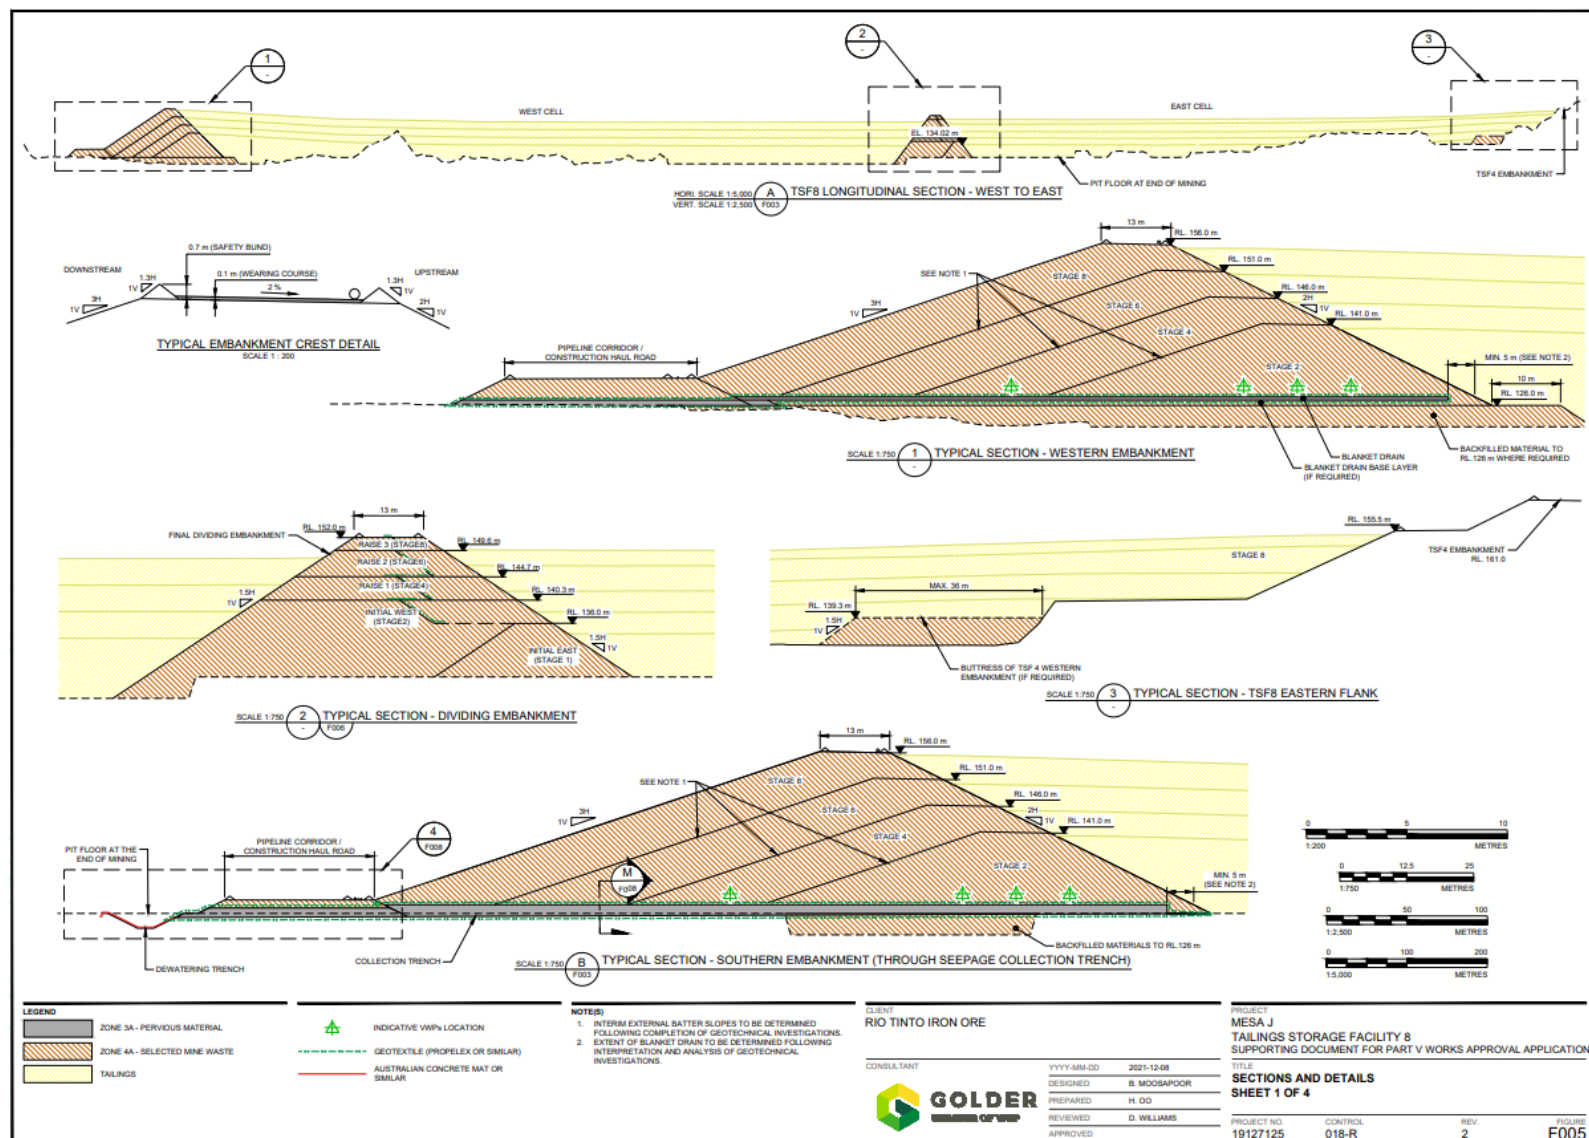 1
-
2
-
3
-
WEST CELL
EAST CELL
EL. 134.02 m
PIT FLOOR AT END OF MINING
TSF4 EMBANKMENT
HORI. SCALE 1:5,000
VERT. SCALE 1:2,500
A
F003
TSF8 LONGITUDINAL SECTION - WEST TO EAST
0.7 m (SAFETY BUND)
DOWNSTREAM
UPSTREAM
0.1 m (WEARING COURSE)
1.3H
1V
1.3H
1V
2 %
3H
1V
2H
1V
TYPICAL EMBANKMENT CREST DETAIL
SCALE 1 : 200
13 m
RL. 156.0 m
RL. 151.0 m
RL. 146.0 m
RL. 141.0 m
SEE NOTE 1
STAGE 8
STAGE 6
STAGE 4
STAGE 2
3H
1V
2H
1V
PIPELINE CORRIDOR /
CONSTRUCTION HAUL ROAD
MIN. 5 m (SEE NOTE 2)
10 m
RL. 126.0 m
BACKFILLED MATERIAL TO
RL.126 m WHERE REQUIRED
BLANKET DRAIN
BLANKET DRAIN BASE LAYER
(IF REQUIRED)
SCALE 1:750
1
-
TYPICAL SECTION - WESTERN EMBANKMENT
13 m
RL. 152.0 m
FINAL DIVIDING EMBANKMENT
RAISE 3 (STAGE8)
RL. 149.6 m
RAISE 2 (STAGE6)
RL. 144.7 m
RAISE 1 (STAGE4)
RL. 140.3 m
1.5H
1V
INITIAL WEST
(STAGE2)
RL. 136.0 m
1.5H
1V
INITIAL EAST
(STAGE 1)
SCALE 1:750
2
-
F006
TYPICAL SECTION - DIVIDING EMBANKMENT
RL. 155.5 m
STAGE 8
TSF4 EMBANKMENT
RL. 161.0
MAX. 36 m
RL. 139.3 m
1.5H
1V
BUTTRESS OF TSF 4 WESTERN
EMBANKMENT (IF REQUIRED)
SCALE 1:750
3
-
TYPICAL SECTION - TSF8 EASTERN FLANK
13 m
RL. 156.0 m
RL. 151.0 m
RL. 146.0 m
RL. 141.0 m
SEE NOTE 1
STAGE 8
STAGE 6
STAGE 4
STAGE 2
3H
1V
2H
1V
PIT FLOOR AT THE
END OF MINING
PIPELINE CORRIDOR /
CONSTRUCTION HAUL ROAD
4
F008
M
F008
MIN. 5 m
(SEE NOTE 2)
DEWATERING TRENCH
COLLECTION TRENCH
BACKFILLED MATERIALS TO RL.126 m
SCALE 1:750
B
F003
TYPICAL SECTION - SOUTHERN EMBANKMENT (THROUGH SEEPAGE COLLECTION TRENCH)
0 5 10
1:200 METRES
0 12.5 25
1:750 METRES
0 50 100
1:2,500 METRES
0 100 200
1:5,000 METRES
LEGEND
ZONE 3A - PERVIOUS MATERIAL
ZONE 4A - SELECTED MINE WASTE
TAILINGS
INDICATIVE VWPs LOCATION
GEOTEXTILE (PROPELEX OR SIMILAR)
AUSTRALIAN CONCRETE MAT OR
SIMILAR
NOTE(S)
1. INTERIM EXTERNAL BATTER SLOPES TO BE DETERMINED
FOLLOWING COMPLETION OF GEOTECHNICAL INVESTIGATIONS.
2. EXTENT OF BLANKET DRAIN TO BE DETERMINED FOLLOWING
INTERPRETATION AND ANALYSIS OF GEOTECHNICAL
INVESTIGATIONS.
CLIENT
RIO TINTO IRON ORE
CONSULTANT
GOLDER
MEMBER OF WSP
YYYY-MM-DD 2021-12-08
DESIGNED B. MOOSAPOOR
PREPARED H. OO
REVIEWED D. WILLIAMS
APPROVED
PROJECT
MESA J
TAILINGS STORAGE FACILITY 8
SUPPORTING DOCUMENT FOR PART V WORKS APPROVAL APPLICATION
TITLE
SECTIONS AND DETAILS
SHEET 1 OF 4
PROJECT NO. CONTROL REV. FIGURE
19127125 018-R 2 F005